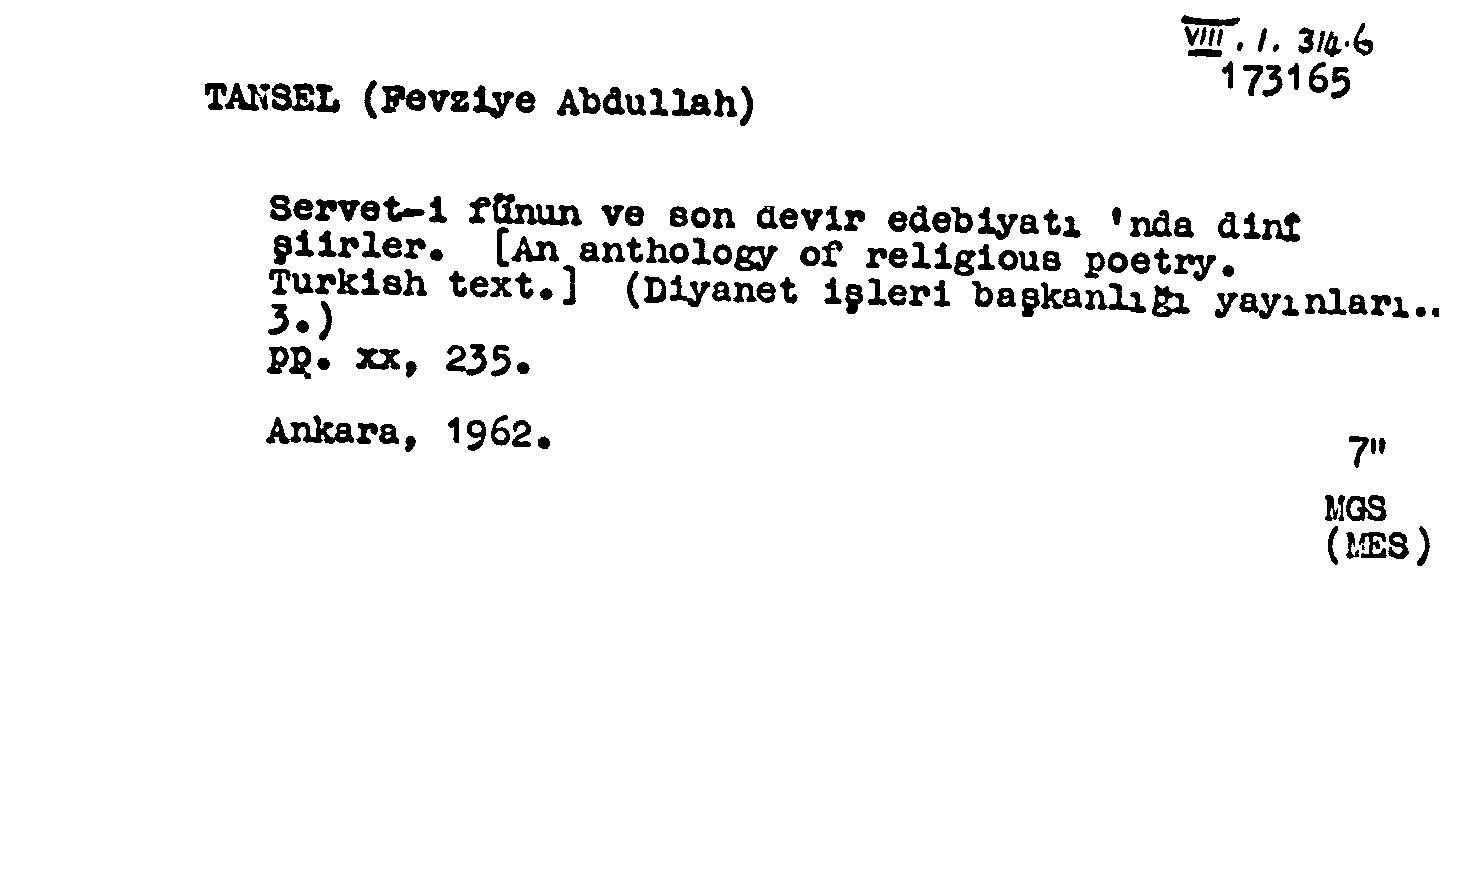 VIII. 1. 314.6
173165
TANSEL (Fevziye Abdullah)
Servet-i fünun ve son devir edebiyatı 'nda dinî
şiirler. [An anthology of religious poetry.
Turkish text.] (Diyanet işleri başkanlığı yayınları..
3.)
pp. xx, 235.
Ankara, 1962.
7"
MGS
(MES)